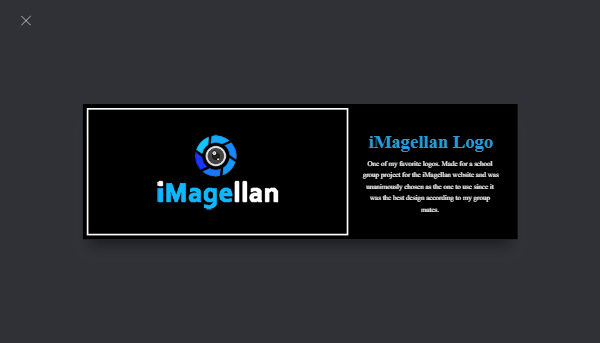 iMagellan
iMagellan Logo
One of my favorite logos. Made for a school
group project for the iMagellan website and was
unanimously chosen as the one to use since it
was the best design according to my group
mates.